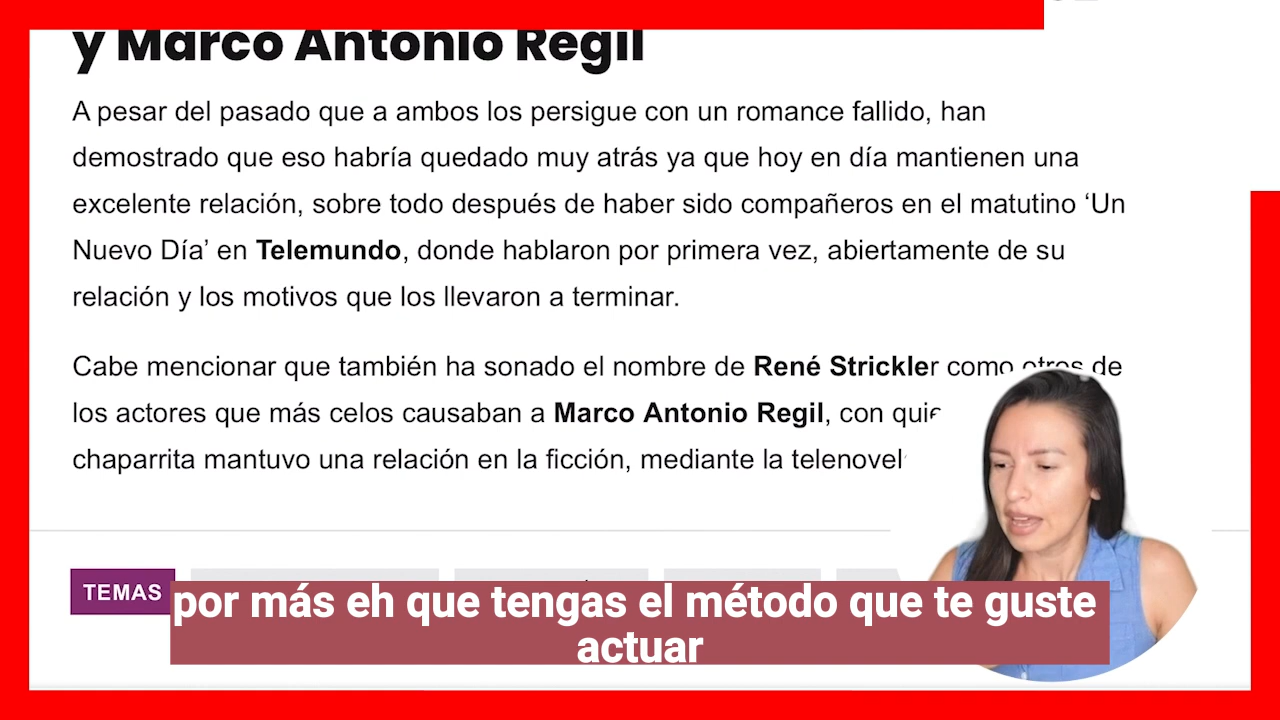 y Marco Antonio Regil
A pesar del pasado que a ambos los persigue con un romance fallido, han
demostrado que eso habría quedado muy atrás ya que hoy en día mantienen una
excelente relación, sobre todo después de haber sido compañeros en el matutino ‘Un
Nuevo Día’ en Telemundo, donde hablaron por primera vez, abiertamente de su
relación y los motivos que los llevaron a terminar.
Cabe mencionar que también ha sonado el nombre de René Strickler como otros de
los actores que más celos causaban a Marco Antonio Regil, con
chaparrita mantuvo una relación en la ficción, mediante la
TEMAS
por más eh que tengas el método que te guste
actuar